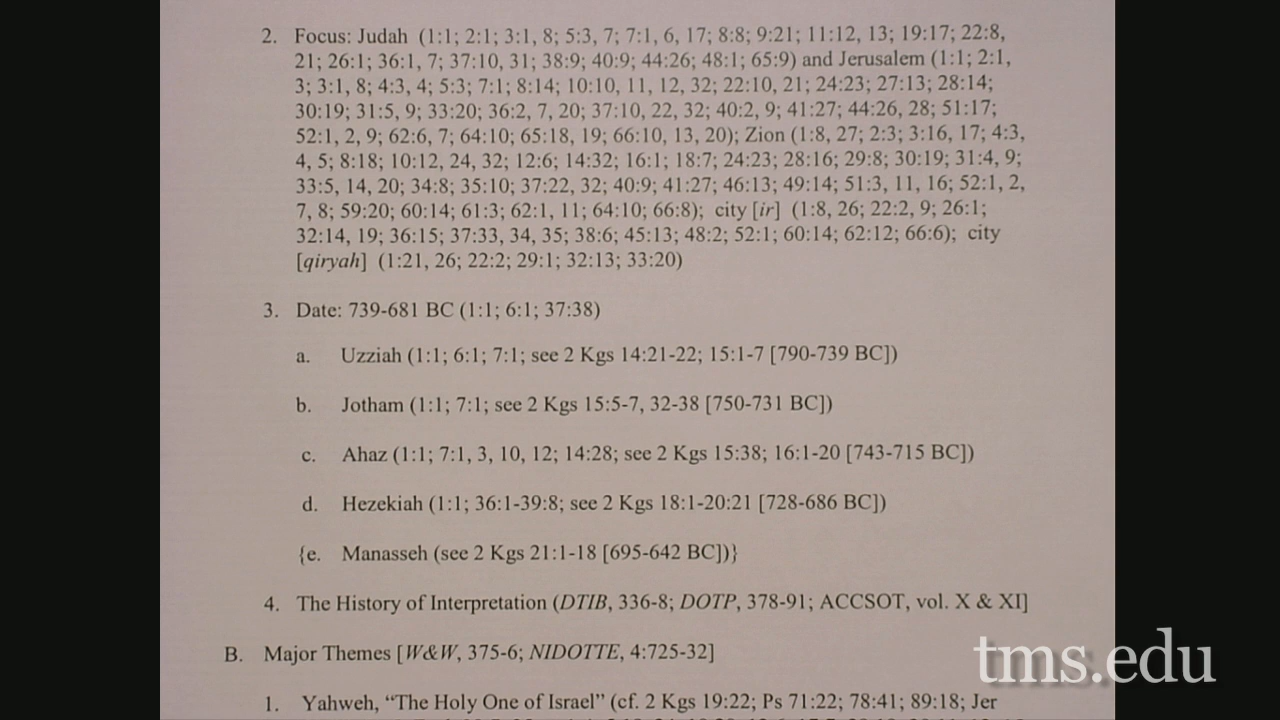 2. Focus: Judah (1:1; 2:1; 3:1, 8; 5:3, 7; 7:1, 6, 17; 8:8; 9:21; 11:12, 13; 19:17; 22:8,
21; 26:1; 36:1, 7; 37:10, 31; 38:9; 40:9; 44:26; 48:1; 65:9) and Jerusalem (1:1; 2:1,
3; 3:1, 8; 4:3, 4; 5:3; 7:1; 8:14; 10:10, 11, 12, 32; 22:10, 21; 24:23; 27:13; 28:14;
30:19; 31:5, 9; 33:20; 36:2, 7, 20; 37:10, 22, 32; 40:2, 9; 41:27; 44:26, 28; 51:17;
52:1, 2, 9; 62:6, 7; 64:10; 65:18, 19; 66:10, 13, 20); Zion (1:8, 27; 2:3; 3:16, 17; 4:3,
4, 5; 8:18; 10:12, 24, 32; 12:6; 14:32; 16:1; 18:7; 24:23; 28:16; 29:8; 30:19; 31:4, 9;
33:5, 14, 20; 34:8; 35:10; 37:22, 32; 40:9; 41:27; 46:13; 49:14; 51:3, 11, 16; 52:1, 2,
7, 8; 59:20; 60:14; 61:3; 62:1, 11; 64:10; 66:8); city [ir] (1:8, 26; 22:2, 9; 26:1;
32:14, 19; 36:15; 37:33, 34, 35; 38:6; 45:13; 48:2; 52:1; 60:14; 62:12; 66:6); city
[qiryah] (1:21, 26; 22:2; 29:1; 32:13; 33:20)
3. Date: 739-681 BC (1:1; 6:1; 37:38)
a. Uzziah (1:1; 6:1; 7:1; see 2 Kgs 14:21-22; 15:1-7 [790-739 BC])
b. Jotham (1:1; 7:1; see 2 Kgs 15:5-7, 32-38 [750-731 BC])
c. Ahaz (1:1; 7:1, 3, 10, 12; 14:28; see 2 Kgs 15:38; 16:1-20 [743-715 BC])
d. Hezekiah (1:1; 36:1-39:8; see 2 Kgs 18:1-20:21 [728-686 BC])
{e. Manasseh (see 2 Kgs 21:1-18 [695-642 BC])}
4. The History of Interpretation (DTIB, 336-8; DOTP, 378-91; ACCSOT, vol. X & XI]
B. Major Themes [W&W, 375-6; NIDOTTE, 4:725-32]
tms.edu
1. Yahweh, “The Holy One of Israel” (cf. 2 Kgs 19:22; Ps 71:22; 78:41; 89:18; Jer